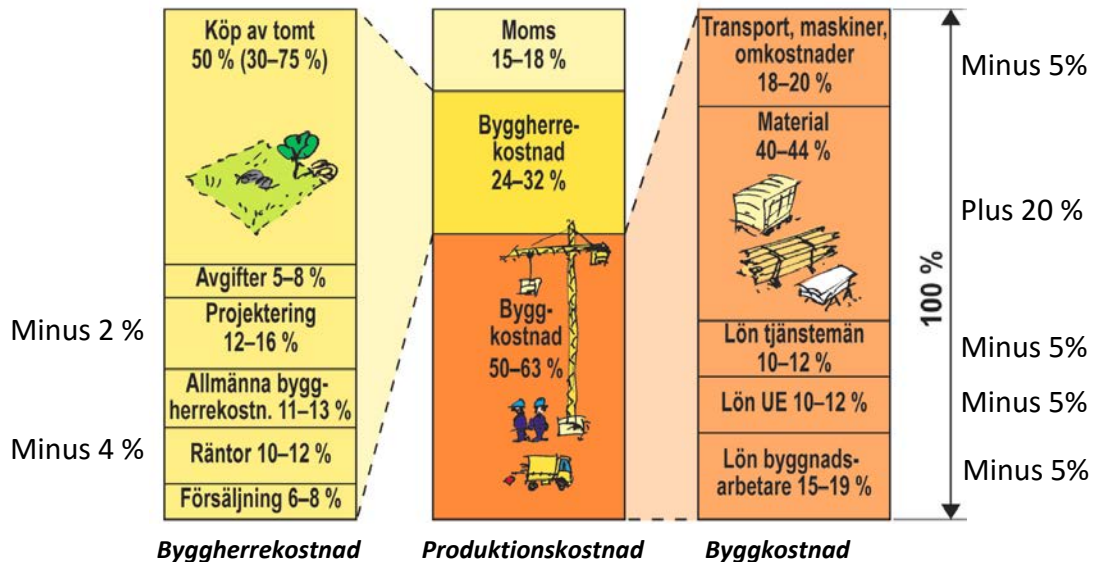 Köp av tomt
50 % (30–75 %)
Avgifter 5–8 %
Projektering
12–16 %
Allmänna bygg-
herrekostn. 11–13 %
Räntor 10–12 %
Försäljning 6–8 %
Minus 2 %
Minus 4 %
Byggherrekostnad
Moms
15–18 %
Byggherre-
kostnad
24–32 %
Bygg-
kostnad
50–63 %
Produktionskostnad
Transport, maskiner,
omkostnader
18–20 %
Material
40–44 %
Lön tjänstemän
10–12 %
Lön UE 10–12 %
Lön byggnads-
arbetare 15–19 %
Byggkostnad
100 %
Minus 5%
Plus 20 %
Minus 5%
Minus 5%
Minus 5%